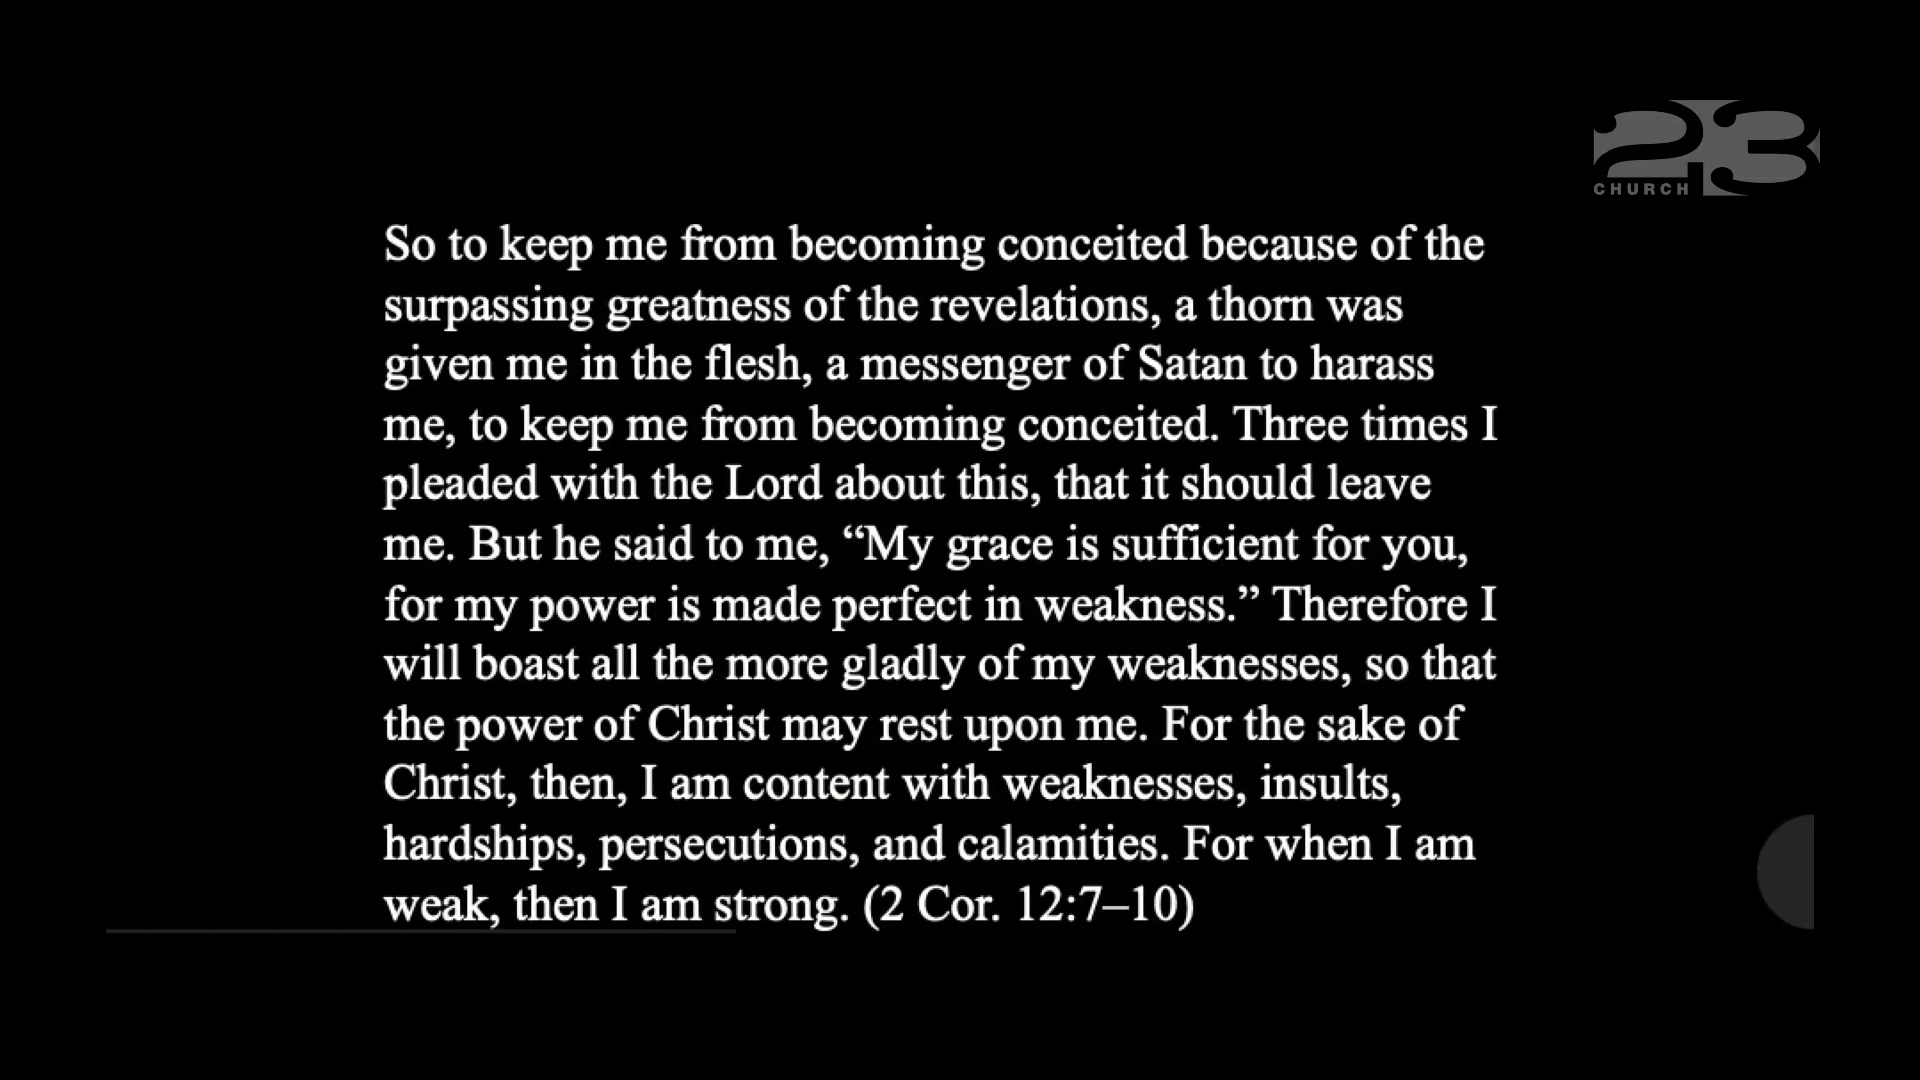 23
CHURCH
So to keep me from becoming conceited because of the
surpassing greatness of the revelations, a thorn was
given me in the flesh, a messenger of Satan to harass
me, to keep me from becoming conceited. Three times I
pleaded with the Lord about this, that it should leave
me. But he said to me, “My grace is sufficient for you,
for my power is made perfect in weakness.” Therefore I
will boast all the more gladly of my weaknesses, so that
the power of Christ may rest upon me. For the sake of
Christ, then, I am content with weaknesses, insults,
hardships, persecutions, and calamities. For when I am
weak, then I am strong. (2 Cor. 12:7–10)